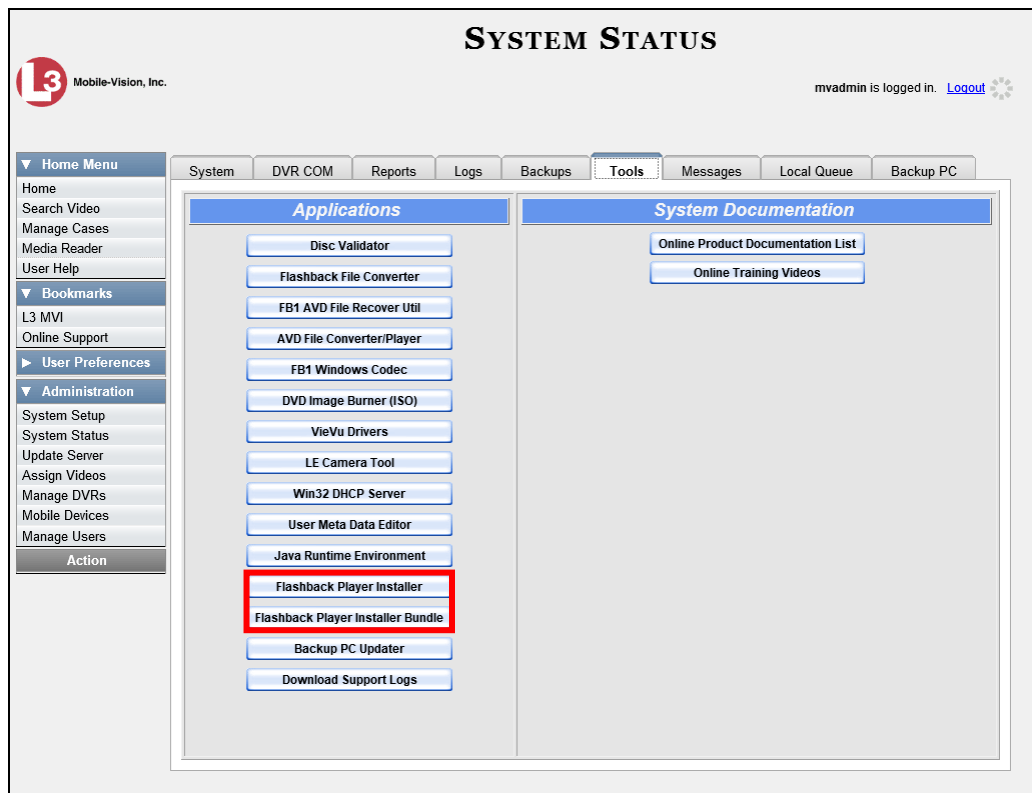 SYSTEM STATUS
L3 Mobile-Vision, Inc.
mvadmin is logged in. Logout
▼ Home Menu
Home
Search Video
Manage Cases
Media Reader
User Help
▼ Bookmarks
L3 MVI
Online Support
► User Preferences
▼ Administration
System Setup
System Status
Update Server
Assign Videos
Manage DVRs
Mobile Devices
Manage Users
Action
System DVR COM Reports Logs Backups Tools Messages Local Queue Backup PC
Applications
Disc Validator
Flashback File Converter
FB1 AVD File Recover Util
AVD File Converter/Player
FB1 Windows Codec
DVD Image Burner (ISO)
VieVu Drivers
LE Camera Tool
Win32 DHCP Server
User Meta Data Editor
Java Runtime Environment
Flashback Player Installer
Flashback Player Installer Bundle
Backup PC Updater
Download Support Logs
System Documentation
Online Product Documentation List
Online Training Videos